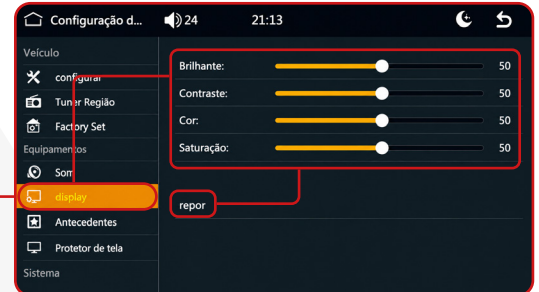 Configuração d... 24 21:13
Veículo
configurar
Tuner Região
Factory Set
Equipamentos
Som
display
Antecedentes
Protetor de tela
Sistema
Brilhante: 50
Contraste: 50
Cor: 50
Saturação: 50
repor